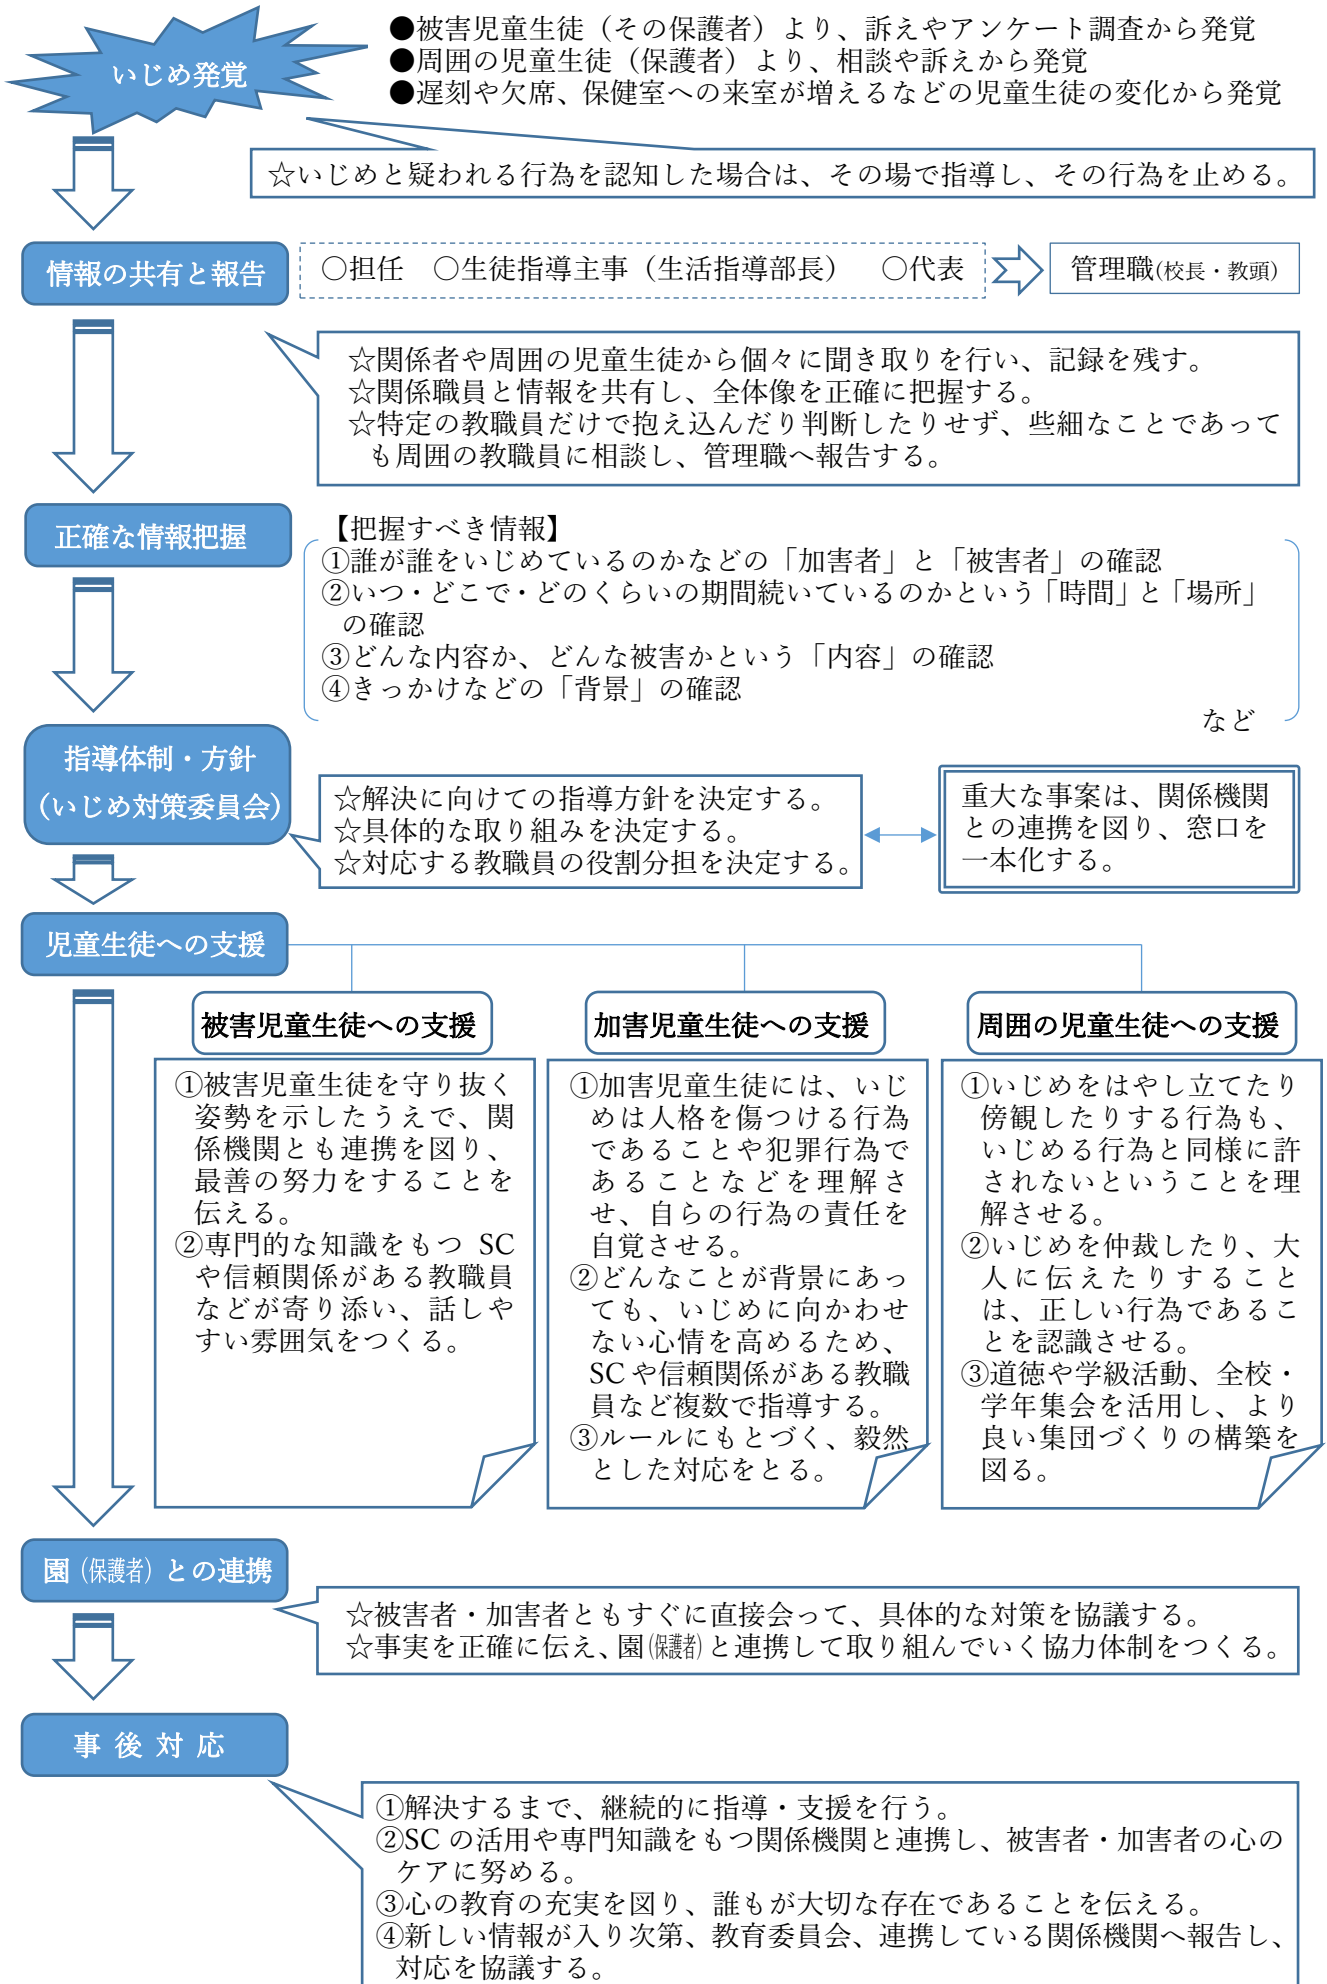 ●被害児童生徒（その保護者）より、訴えやアンケート調査から発覚
●周囲の児童生徒（保護者）より、相談や訴えから発覚
いじめ発覚
●遅刻や欠席、保健室への来室が増えるなどの児童生徒の変化から発覚
☆いじめと疑われる行為を認知した場合は、その場で指導し、その行為を止める。
情報の共有と報告
○担任　○生徒指導主事（生活指導部長）　○代表
管理職(校長・教頭)
☆関係者や周囲の児童生徒から個々に聞き取りを行い、記録を残す。
☆関係職員と情報を共有し、全体像を正確に把握する。
☆特定の教職員だけで抱え込んだり判断したりせず、些細なことであって
も周囲の教職員に相談し、管理職へ報告する。
正確な情報把握
【把握すべき情報】
①誰が誰をいじめているのかなどの「加害者」と「被害者」の確認
②いつ・どこで・どのくらいの期間続いているのかという「時間」と「場所」
の確認
③どんな内容か、どんな被害かという「内容」の確認
④きっかけなどの「背景」の確認
など
指導体制・方針
（いじめ対策委員会）
☆解決に向けての指導方針を決定する。
☆具体的な取り組みを決定する。
☆対応する教職員の役割分担を決定する。
重大な事案は、関係機関
との連携を図り、窓口を
一本化する。
児童生徒への支援
被害児童生徒への支援
①被害児童生徒を守り抜く
姿勢を示したうえで、関
係機関とも連携を図り、
最善の努力をすることを
伝える。
②専門的な知識をもつ SC
や信頼関係がある教職員
などが寄り添い、話しや
すい雰囲気をつくる。
加害児童生徒への支援
①加害児童生徒には、いじ
めは人格を傷つける行為
であることや犯罪行為で
あることなどを理解さ
せ、自らの行為の責任を
自覚させる。
②どんなことが背景にあっ
ても、いじめに向かわせ
ない心情を高めるため、
SC や信頼関係がある教職
員など複数で指導する。
③ルールにもとづく、毅然
とした対応をとる。
周囲の児童生徒への支援
①いじめをはやし立てたり
傍観したりする行為も、
いじめる行為と同様に許
されないということを理
解させる。
②いじめを仲裁したり、大
人に伝えたりすること
は、正しい行為であるこ
とを認識させる。
③道徳や学級活動、全校・
学年集会を活用し、より
良い集団づくりの構築を
図る。
園（保護者）との連携
☆被害者・加害者ともすぐに直接会って、具体的な対策を協議する。
☆事実を正確に伝え、園(保護者)と連携して取り組んでいく協力体制をつくる。
事 後 対 応
①解決するまで、継続的に指導・支援を行う。
②SC の活用や専門知識をもつ関係機関と連携し、被害者・加害者の心の
ケアに努める。
③心の教育の充実を図り、誰もが大切な存在であることを伝える。
④新しい情報が入り次第、教育委員会、連携している関係機関へ報告し、
対応を協議する。